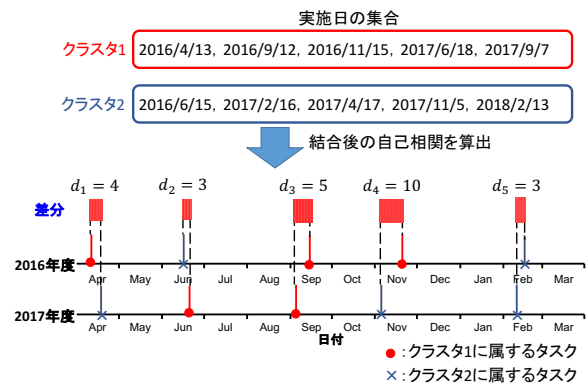 実施日の集合
クラスタ1 2016/4/13, 2016/9/12, 2016/11/15, 2017/6/18, 2017/9/7
クラスタ2 2016/6/15, 2017/2/16, 2017/4/17, 2017/11/5, 2018/2/13
結合後の自己相関を算出
d₁ = 4 d₂ = 3 d₃ = 5 d₄ = 10 d₅ = 3
差分
2016年度
Apr May Jun Jul Aug Sep Oct Nov Dec Jan Feb Mar
2017年度
Apr May Jun Jul Aug Sep Oct Nov Dec Jan Feb Mar
日付
● :クラスタ1に属するタスク
× :クラスタ2に属するタスク